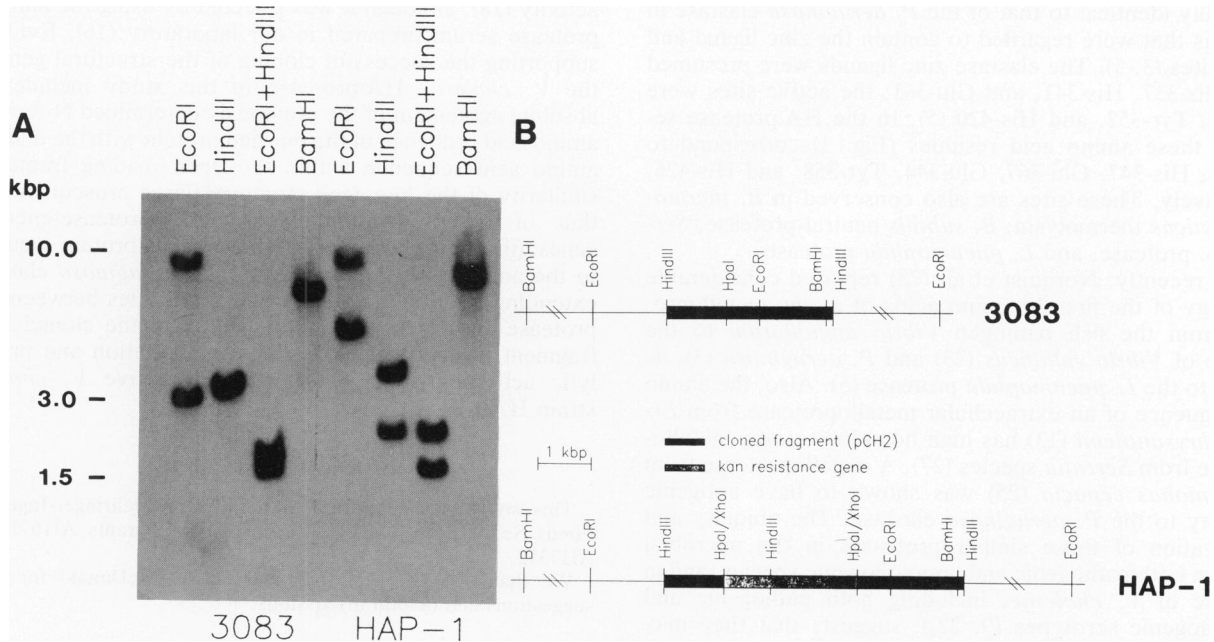 A
EcoRI
HindIII
EcoRI+HindIII
BamHI
EcoRI
HindIII
EcoRI+HindIII
BamHI
kbp
10.0
3.0
1.5
3083
HAP-1
B
BamHI
EcoRI
HindIII
HpaI
EcoRI
BamHI
HindIII
EcoRI
3083
cloned fragment (pCH2)
kan resistance gene
1 kbp
BamHI
EcoRI
HindIII
HpaI/XhoI
HindIII
HpaI/XhoI
EcoRI
BamHI
HindIII
EcoRI
HAP-1